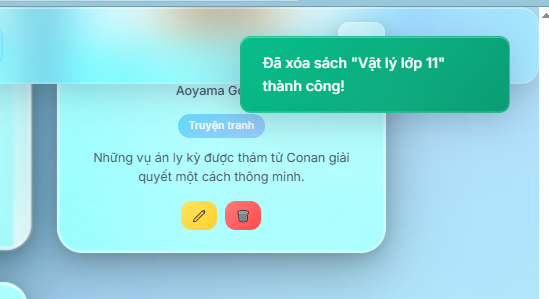 Đã xóa sách "Vật lý lớp 11"
thành công!
Aoyama
Truyện tranh
Những vụ án ly kỳ được thám tử Conan giải
quyết một cách thông minh.